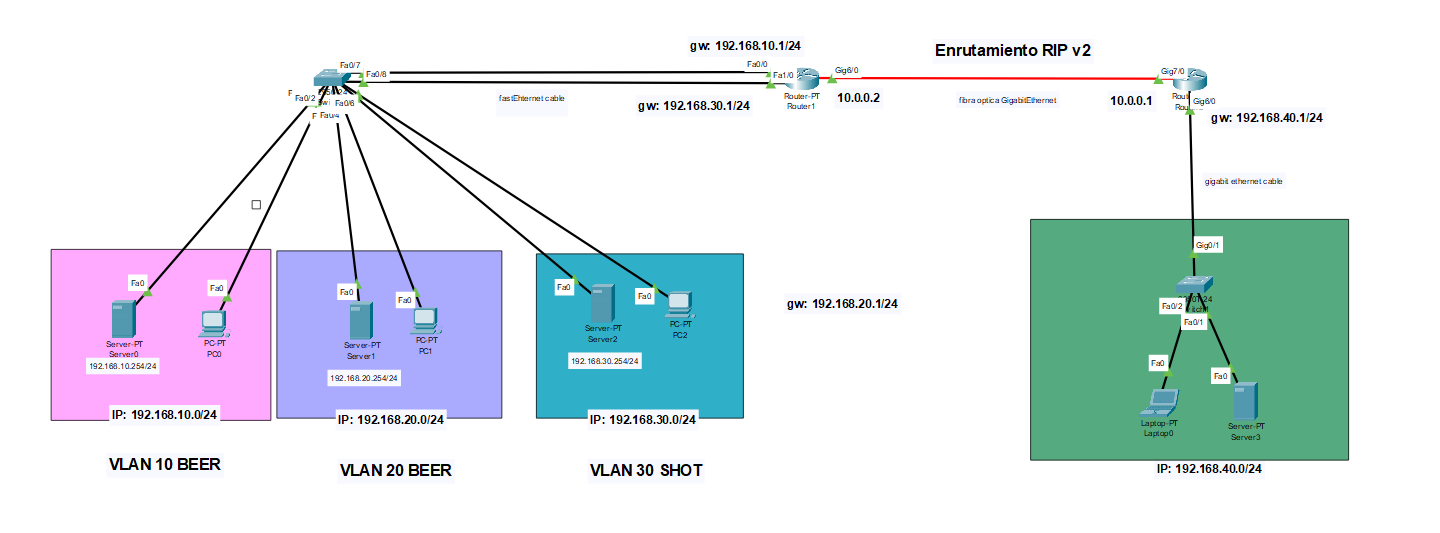 gw: 192.168.10.1/24
Enrutamiento RIP v2
Fa0/7
Fa0/8
Fa0/0
Fa1/0
Gig6/0
Gig7/0
Fa0/2
Fa0/6
Fa0/4
fastEhternet cable
gw: 192.168.30.1/24
Router-PT
Router1
10.0.0.2
fibra optica GigabitEthernet
10.0.0.1
Gig6/0
gw: 192.168.40.1/24
gigabit ethernet cable
Gig0/1
Fa0/2
Fa0/1
Fa0
Fa0
Fa0
Fa0
Fa0
Fa0
gw: 192.168.20.1/24
Server-PT
Server0
PC-PT
PC0
Server-PT
Server1
PC-PT
PC1
Server-PT
Server2
PC-PT
PC2
192.168.10.254/24
192.168.20.254/24
192.168.30.254/24
Fa0
Fa0
Laptop-PT
Laptop0
Server-PT
Server3
IP: 192.168.10.0/24
IP: 192.168.20.0/24
IP: 192.168.30.0/24
IP: 192.168.40.0/24
VLAN 10 BEER
VLAN 20 BEER
VLAN 30 SHOT